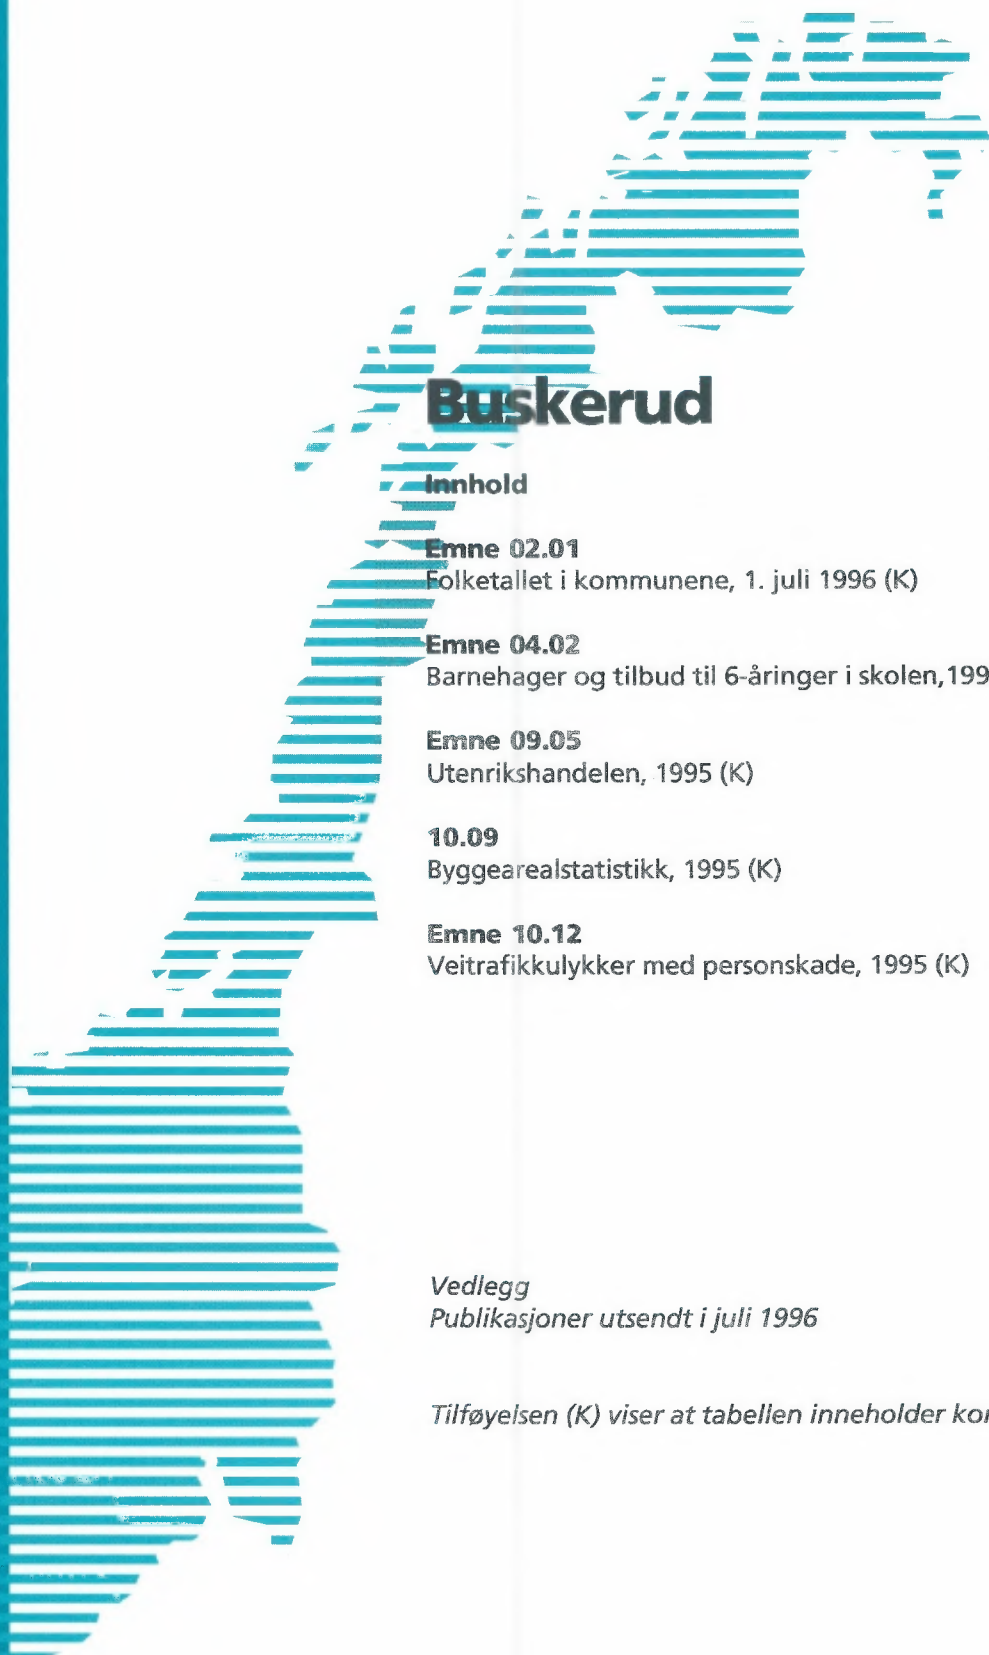 Buskerud
Innhold
Emne 02.01
Folketallet i kommunene, 1. juli 1996 (K)
Emne 04.02
Barnehager og tilbud til 6-åringer i skolen,199
Emne 09.05
Utenrikshandelen, 1995 (K)
10.09
Byggearealstatistikk, 1995 (K)
Emne 10.12
Veitrafikkulykker med personskade, 1995 (K)
Vedlegg
Publikasjoner utsendt i juli 1996
Tilføyelsen (K) viser at tabellen inneholder